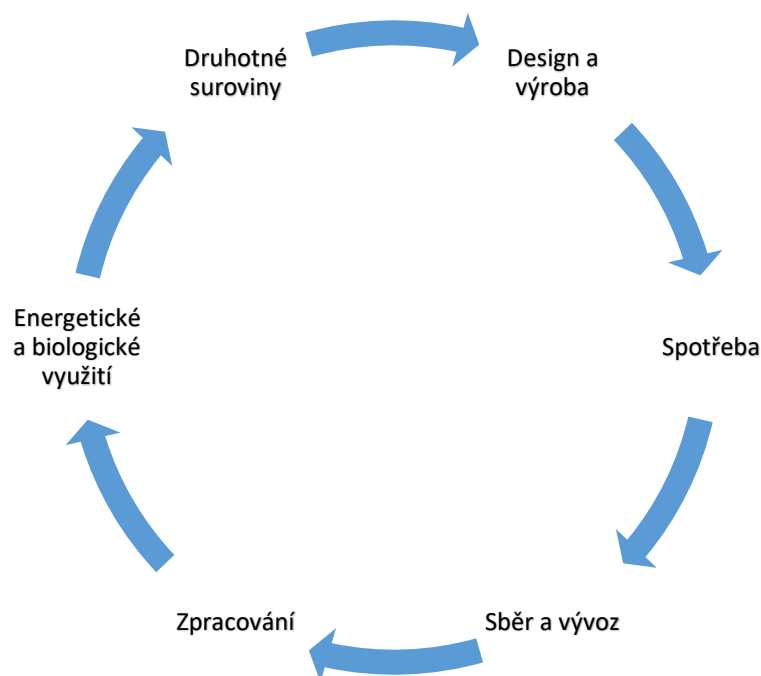 Druhotné
suroviny
Design a
výroba
Spotřeba
Sběr a vývoz
Zpracování
Energetické
a biologické
využití